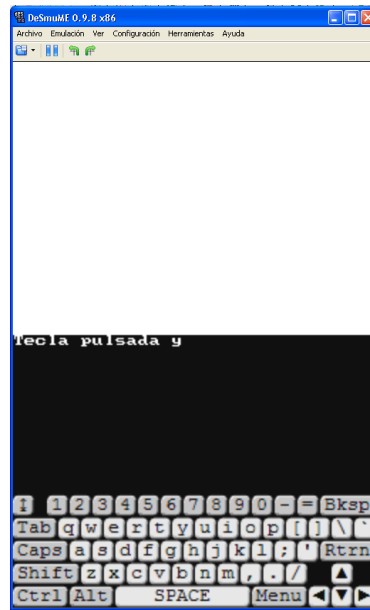 DeSmuME 0.9.8 x86
Archivo Emulación Ver Configuración Herramientas Ayuda
Tecla pulsada y
1 2 3 4 5 6 7 8 9 0 - = Bksp
Tab q w e r t y u i o p [ ] \ `
Caps a s d f g h j k l ; ' Rtrn
Shift z x c v b n m , . /
Ctrl Alt SPACE Menu